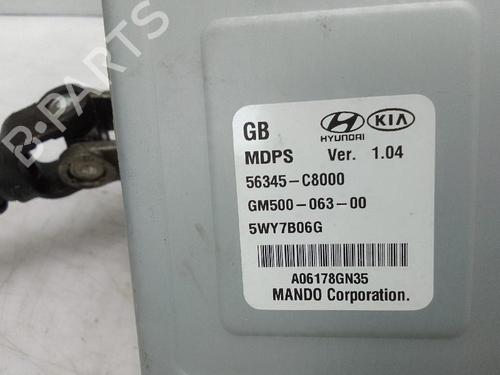 B-PARTS
GB HYUNDAI KIA
MDPS Ver. 1.04
56345-C8000
GM500-063-00
5WY7B06G
A06178GN35
MANDO Corporation.